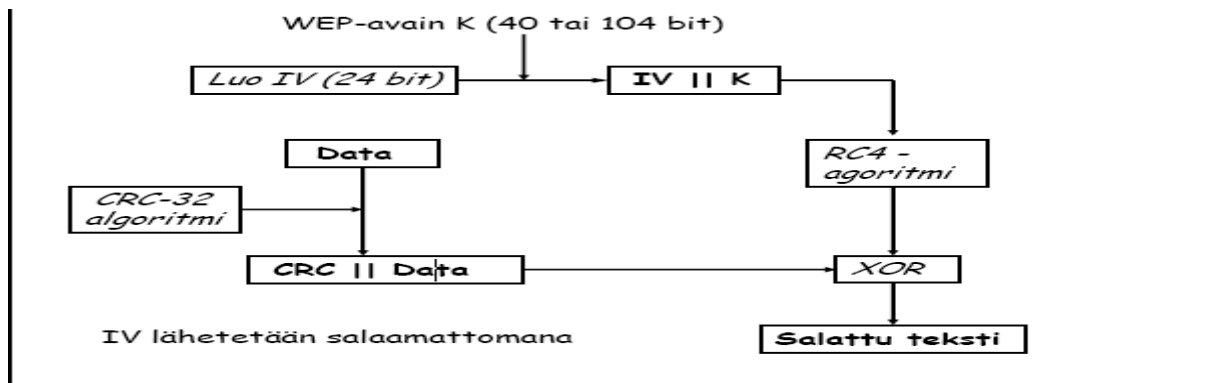 WEP-avain K (40 tai 104 bit)
Luo IV (24 bit)
IV || K
Data
RC4 -
agoritmi
CRC-32
algoritmi
CRC || Data
XOR
IV lähetetään salaamattomana
Salattu teksti